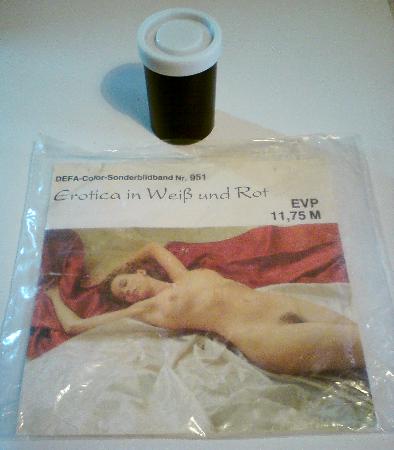 DEFA-Color-Sonderbildband Nr. 951
Erotica in Weiß und Rot
EVP
11,75 M